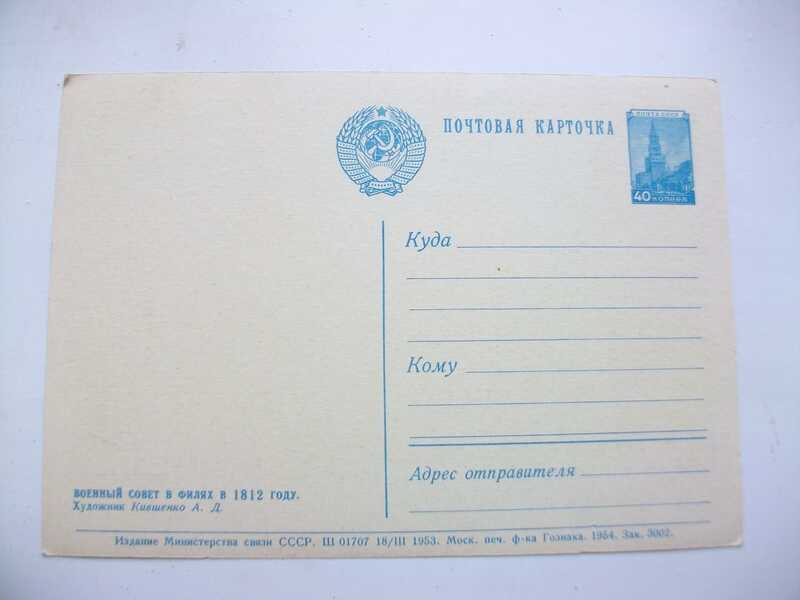 ПОЧТОВАЯ КАРТОЧКА
ПОЧТА СССР
40 КОПЕЕК
Куда
Кому
Адрес отправителя
ВОЕННЫЙ СОВЕТ В ФИЛЯХ В 1812 ГОДУ.
Художник Кившенко А. Д.
Издание Министерства связи СССР. Ш 01707 18/III 1953. Моск. печ. ф-ка Гознака. 1954. Зак. 3002.